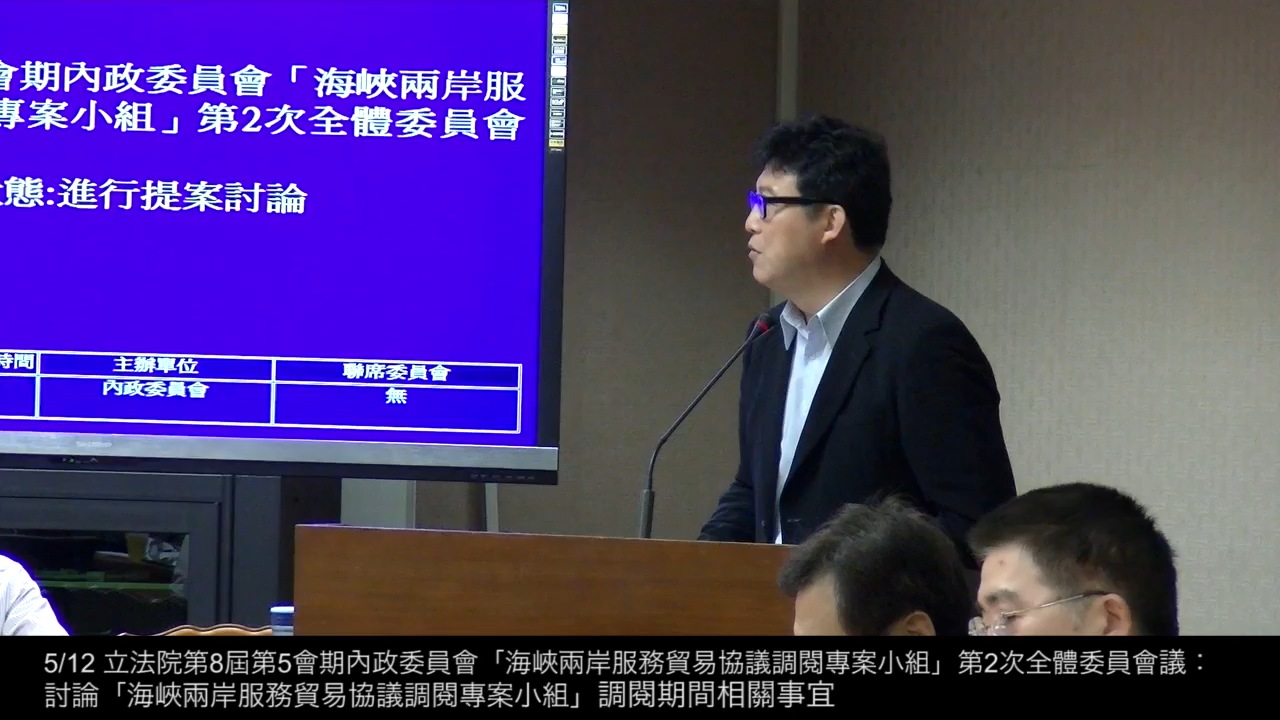 會期內政委員會「海峽兩岸服
專案小組」第2次全體委員會
態:進行提案討論
時間 主辦單位 聯席委員會
內政委員會 無
5/12 立法院第8屆第5會期內政委員會「海峽兩岸服務貿易協議調閱專案小組」第2次全體委員會議：
討論「海峽兩岸服務貿易協議調閱專案小組」調閱期間相關事宜